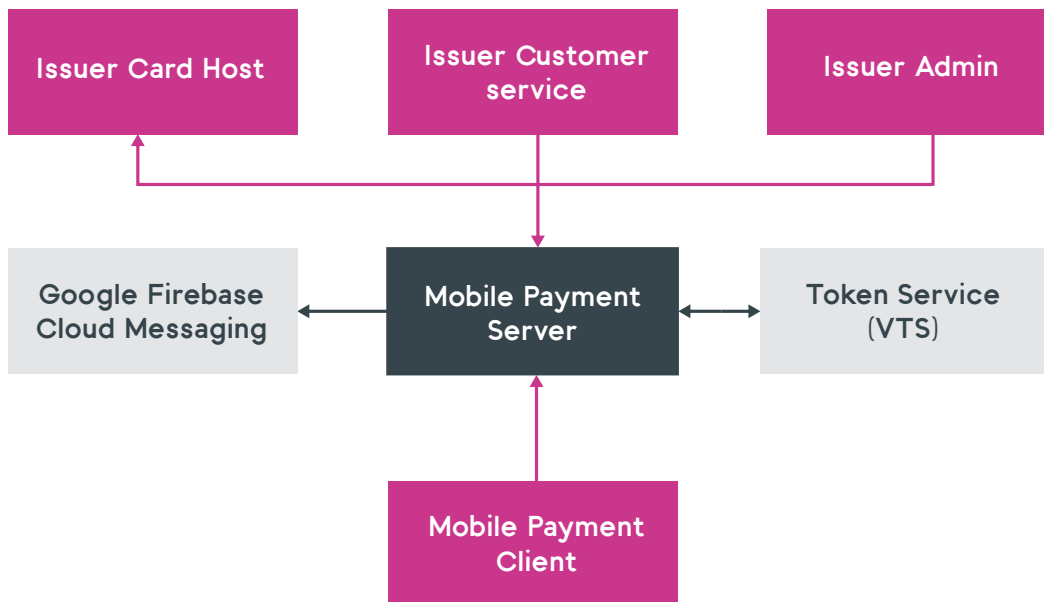 Issuer Card Host
Issuer Customer
service
Issuer Admin
Google Firebase
Cloud Messaging
Mobile Payment
Server
Token Service
(VTS)
Mobile Payment
Client